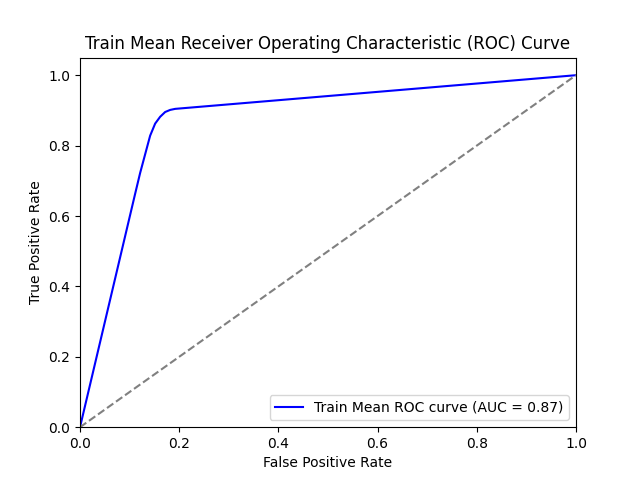 Train Mean Receiver Operating Characteristic (ROC) Curve
1.0
0.8
0.6
0.4
0.2
0.0
True Positive Rate
Train Mean ROC curve (AUC = 0.87)
0.0 0.2 0.4 0.6 0.8 1.0
False Positive Rate